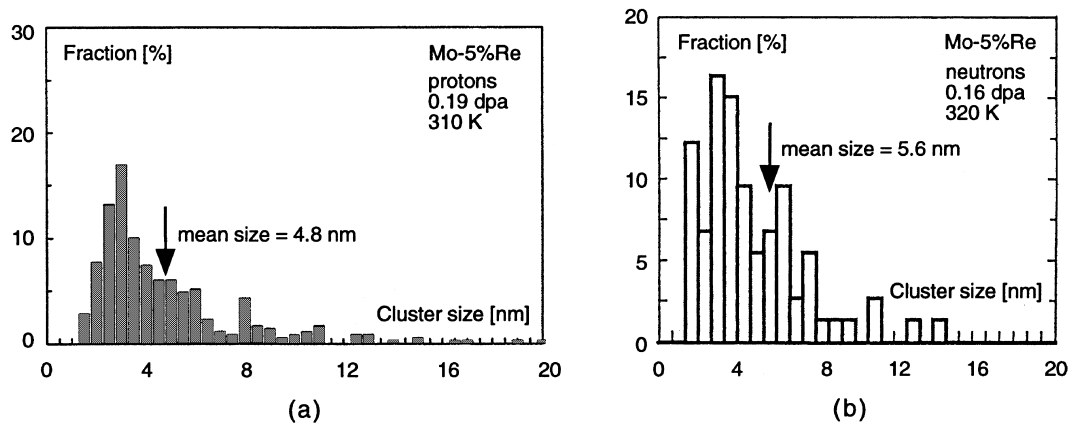 30
20
10
0
Fraction [%]
Mo-5%Re
protons
0.19 dpa
310 K
mean size = 4.8 nm
Cluster size [nm]
0 4 8 12 16 20
(a)
20
15
10
5
0
Fraction [%]
Mo-5%Re
neutrons
0.16 dpa
320 K
mean size = 5.6 nm
Cluster size [nm]
0 4 8 12 16 20
(b)